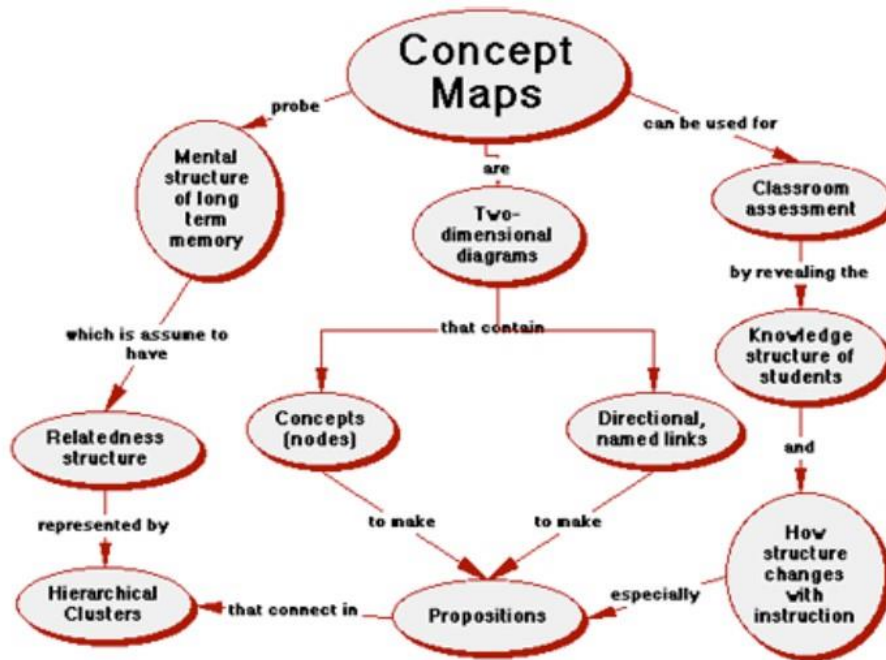 Concept
Maps
probe
can be used for
are
Mental
structure
of long
term
memory
Two-
dimensional
diagrams
Classroom
assessment
by revealing the
which is assume to
have
that contain
Knowledge
structure of
students
Concepts
(nodes)
Directional,
named links
Relatedness
structure
and
represented by
to make
to make
How
structure
changes
with
instruction
Hierarchical
Clusters
that connect in
Propositions
especially